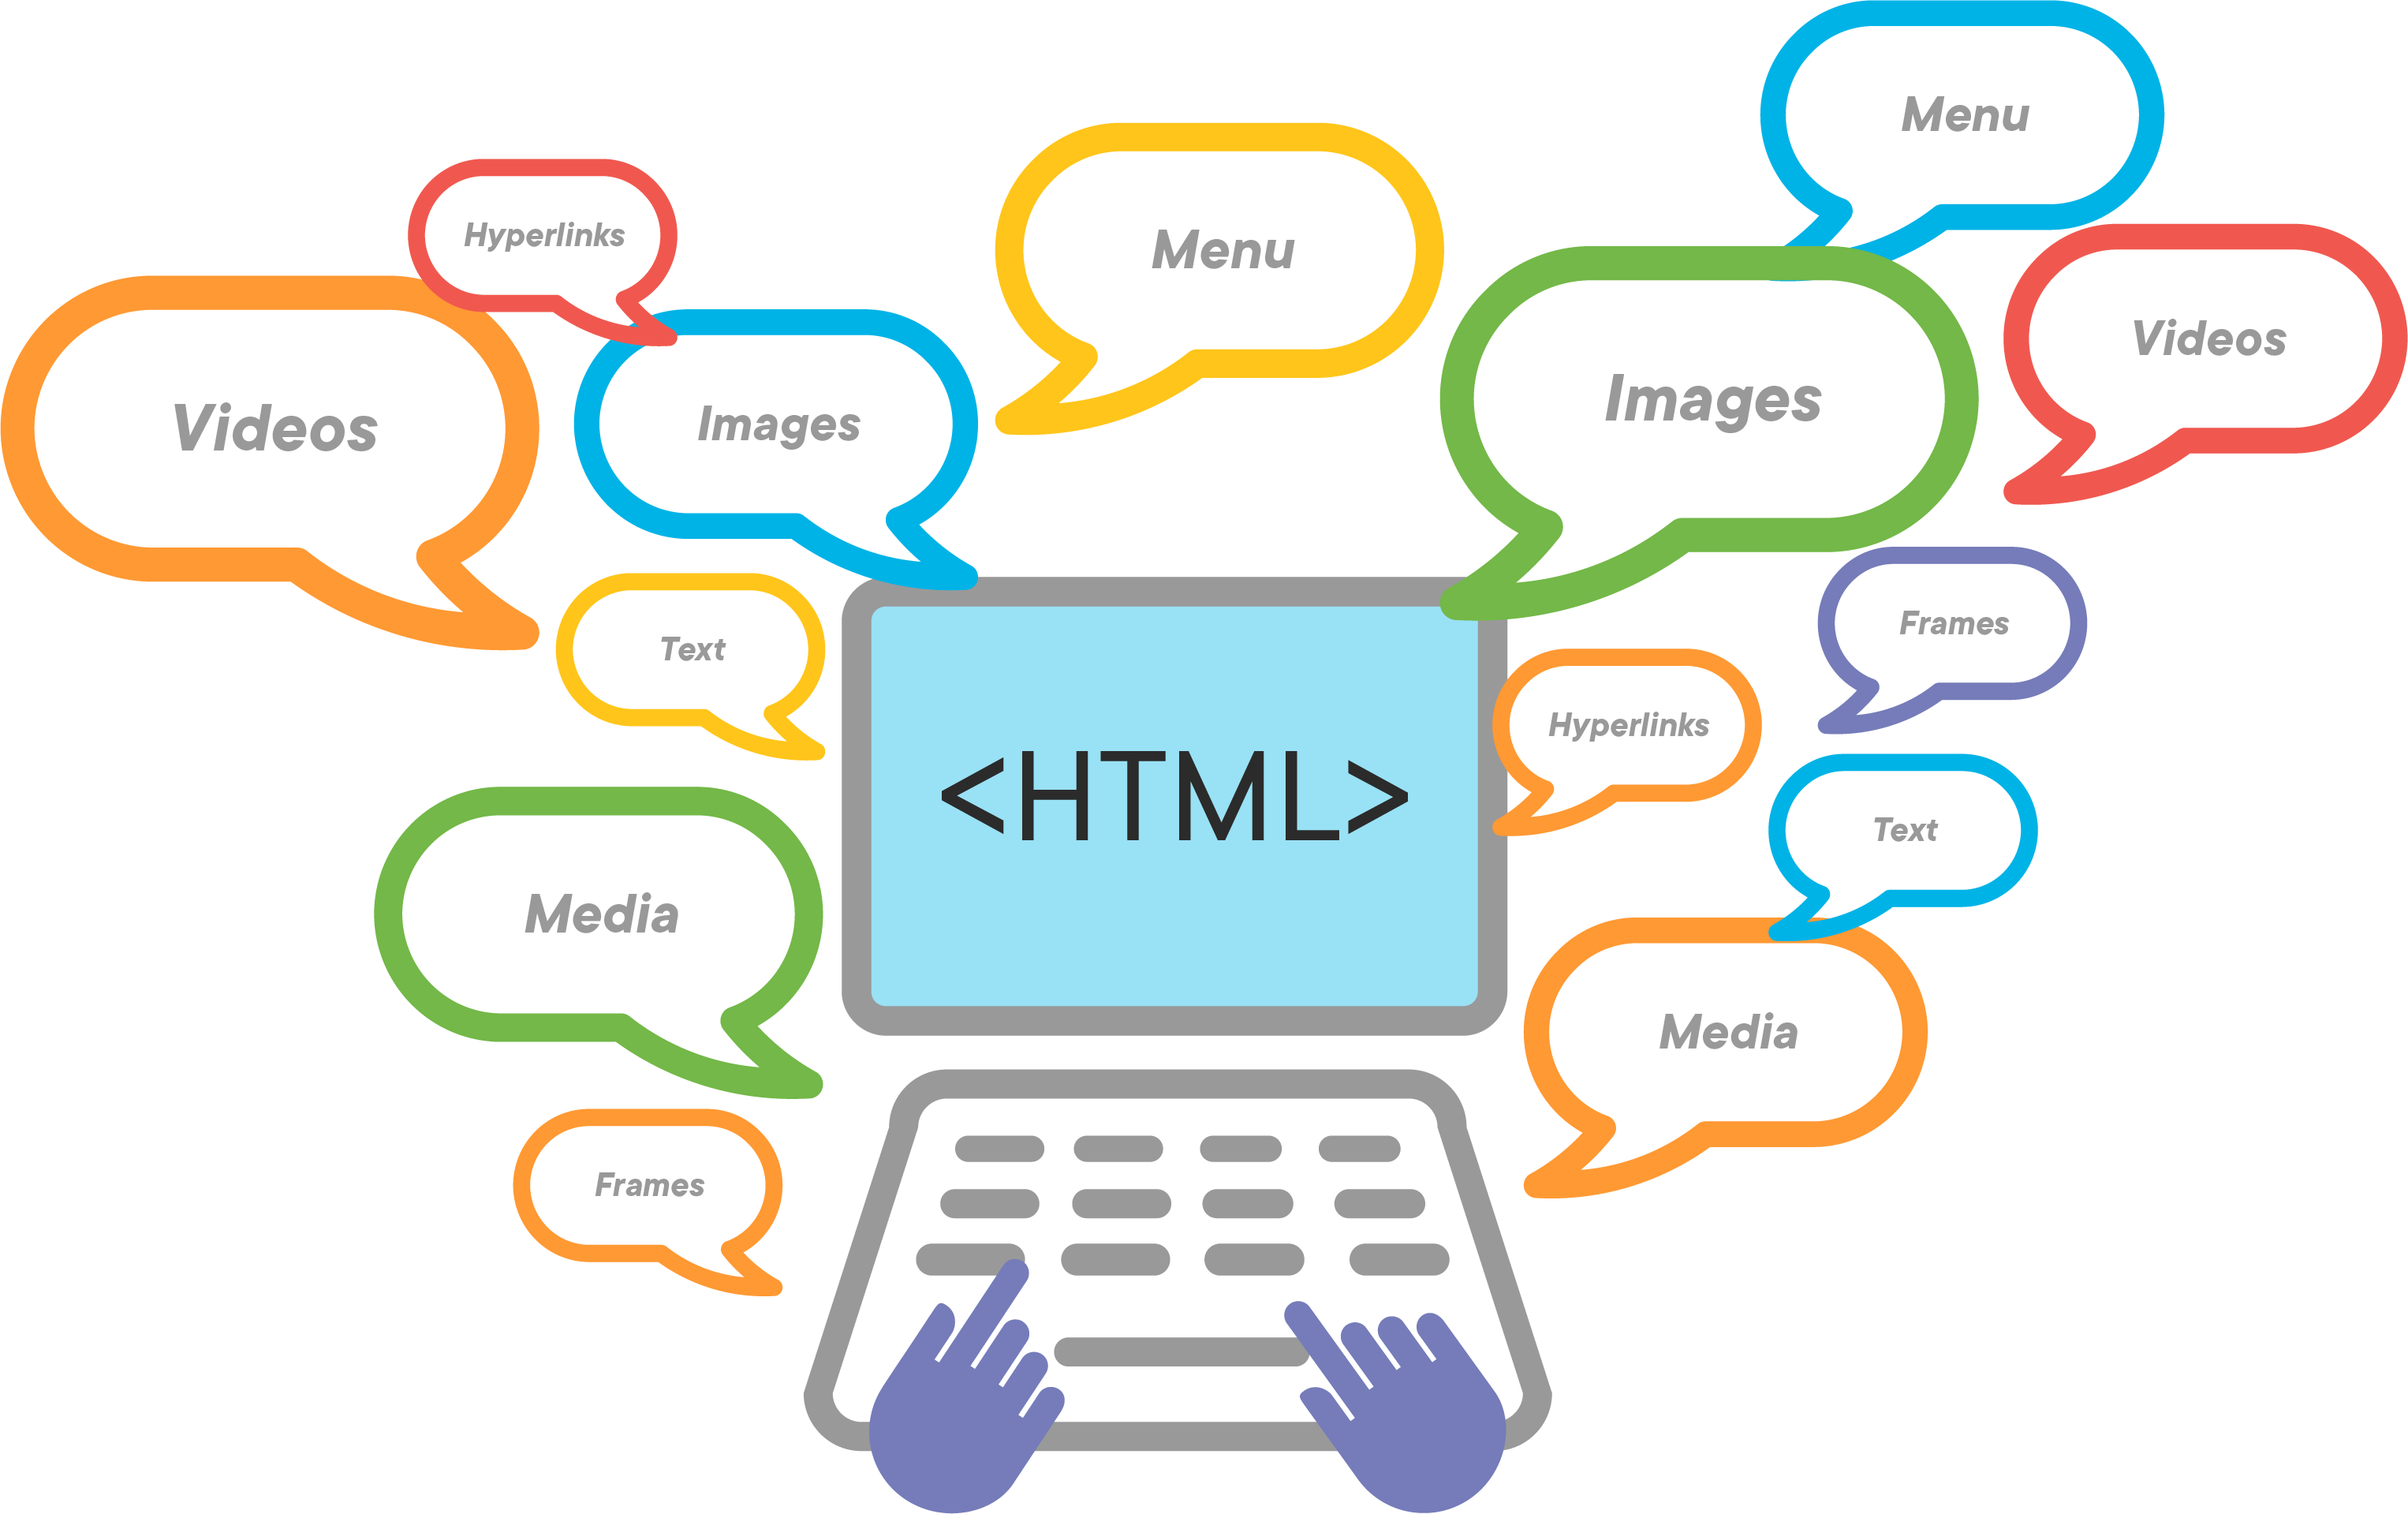 Menu
Hyperlinks
Menu
Videos
Images
Videos
Images
Frames
Text
Hyperlinks
<HTML>
Text
Media
Media
Frames